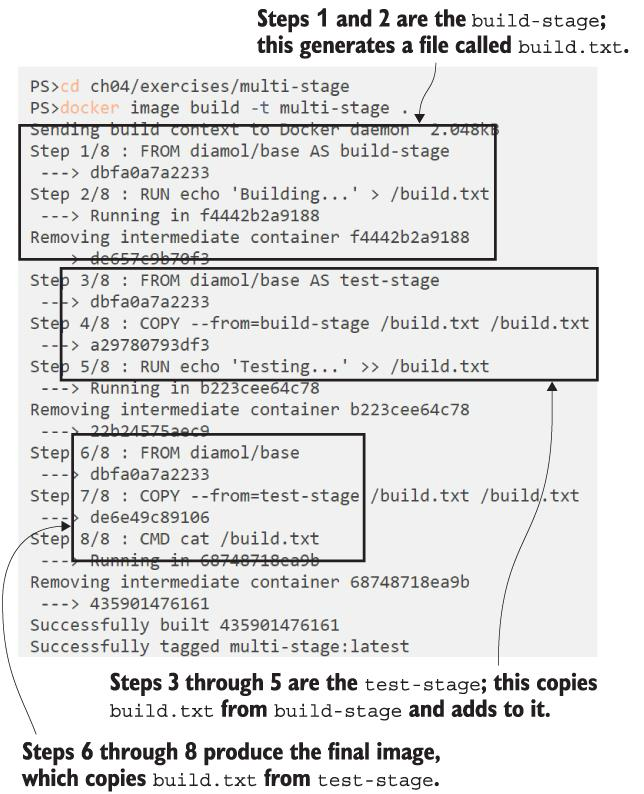 Steps 1 and 2 are the build-stage;
this generates a file called build.txt.
PS>cd ch04/exercises/multi-stage
PS>docker image build -t multi-stage .
Sending build context to Docker daemon  2.048kB
Step 1/8 : FROM diamol/base AS build-stage
---> dbfa0a7a2233
Step 2/8 : RUN echo 'Building...' > /build.txt
---> Running in f4442b2a9188
Removing intermediate container f4442b2a9188
---> de657c9b70f3
Step 3/8 : FROM diamol/base AS test-stage
---> dbfa0a7a2233
Step 4/8 : COPY --from=build-stage /build.txt /build.txt
---> a29780793df3
Step 5/8 : RUN echo 'Testing...' >> /build.txt
---> Running in b223cee64c78
Removing intermediate container b223cee64c78
---> 22b24575aec9
Step 6/8 : FROM diamol/base
---> dbfa0a7a2233
Step 7/8 : COPY --from=test-stage /build.txt /build.txt
---> de6e49c89106
Step 8/8 : CMD cat /build.txt
---> Running in 68748718ea9b
Removing intermediate container 68748718ea9b
---> 435901476161
Successfully built 435901476161
Successfully tagged multi-stage:latest
Steps 3 through 5 are the test-stage; this copies
build.txt from build-stage and adds to it.
Steps 6 through 8 produce the final image,
which copies build.txt from test-stage.